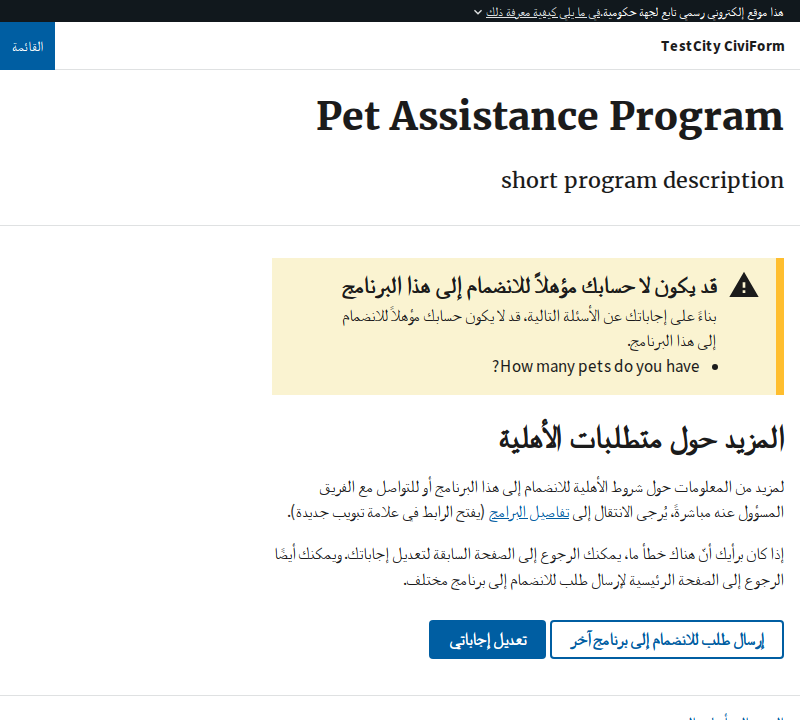 هذا موقع إلكتروني رسمي تابع لجهة حكومية. في ما يلي كيفية معرفة ذلك
TestCity CiviForm
القائمة
Pet Assistance Program
short program description
قد يكون لا حسابك مؤهلاً للانضمام إلى هذا البرنامج
بناءً على إجاباتك عن الأسئلة التالية، قد لا يكون حسابك مؤهلاً للانضمام
إلى هذا البرنامج.
How many pets do you have?
المزيد حول متطلبات الأهلية
لمزيد من المعلومات حول شروط الأهلية للانضمام إلى هذا البرنامج أو للتواصل مع الفريق
المسؤول عنه مباشرةً، يُرجى الانتقال إلى تفاصيل البرامج (يفتح الرابط في علامة تبويب جديدة).
إذا كان برأيك أنّ هناك خطأ ما، يمكنك الرجوع إلى الصفحة السابقة لتعديل إجاباتك. ويمكنك أيضًا
الرجوع إلى الصفحة الرئيسية لإرسال طلب للانضمام إلى برنامج مختلف.
إرسال طلب للانضمام إلى برنامج آخر
تعديل إجاباتي